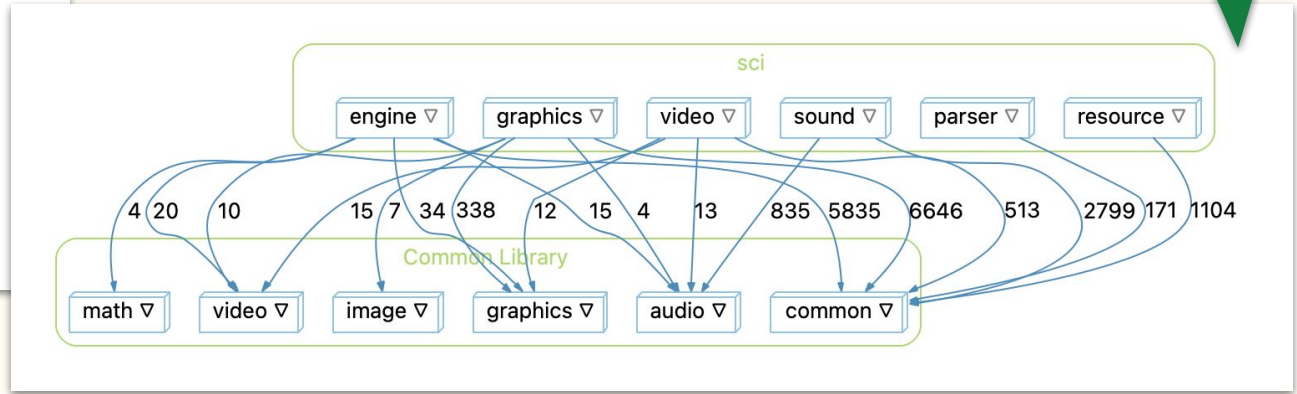 sci
engine ▽ graphics ▽ video ▽ sound ▽ parser ▽ resource ▽
4 20 10 15 7 34 338 12 15 4 13 835 5835 6646 513 2799 171 1104
Common Library
math ▽ video ▽ image ▽ graphics ▽ audio ▽ common ▽